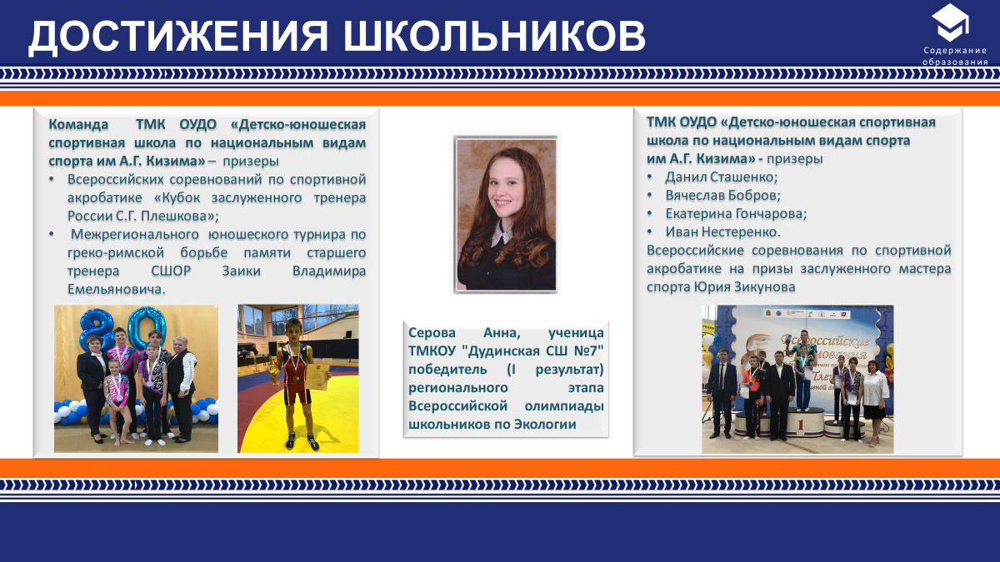 ДОСТИЖЕНИЯ ШКОЛЬНИКОВ
Содержание
образования
Команда ТМК ОУДО «Детско-юношеская
спортивная школа по национальным видам
спорта им А.Г. Кизима» – призеры
• Всероссийских соревнований по спортивной
акробатике «Кубок заслуженного тренера
России С.Г. Плешкова»;
• Межрегионального юношеского турнира по
греко-римской борьбе памяти старшего
тренера СШОР Заики Владимира
Емельяновича.
80
Серова Анна, ученица
ТМКОУ "Дудинская СШ №7"
победитель (I результат)
регионального этапа
Всероссийской олимпиады
школьников по Экологии
ТМК ОУДО «Детско-юношеская спортивная
школа по национальным видам спорта
им А.Г. Кизима» - призеры
• Данил Сташенко;
• Вячеслав Бобров;
• Екатерина Гончарова;
• Иван Нестеренко.
Всероссийские соревнования по спортивной
акробатике на призы заслуженного мастера
спорта Юрия Зикунова
Всероссийские
1